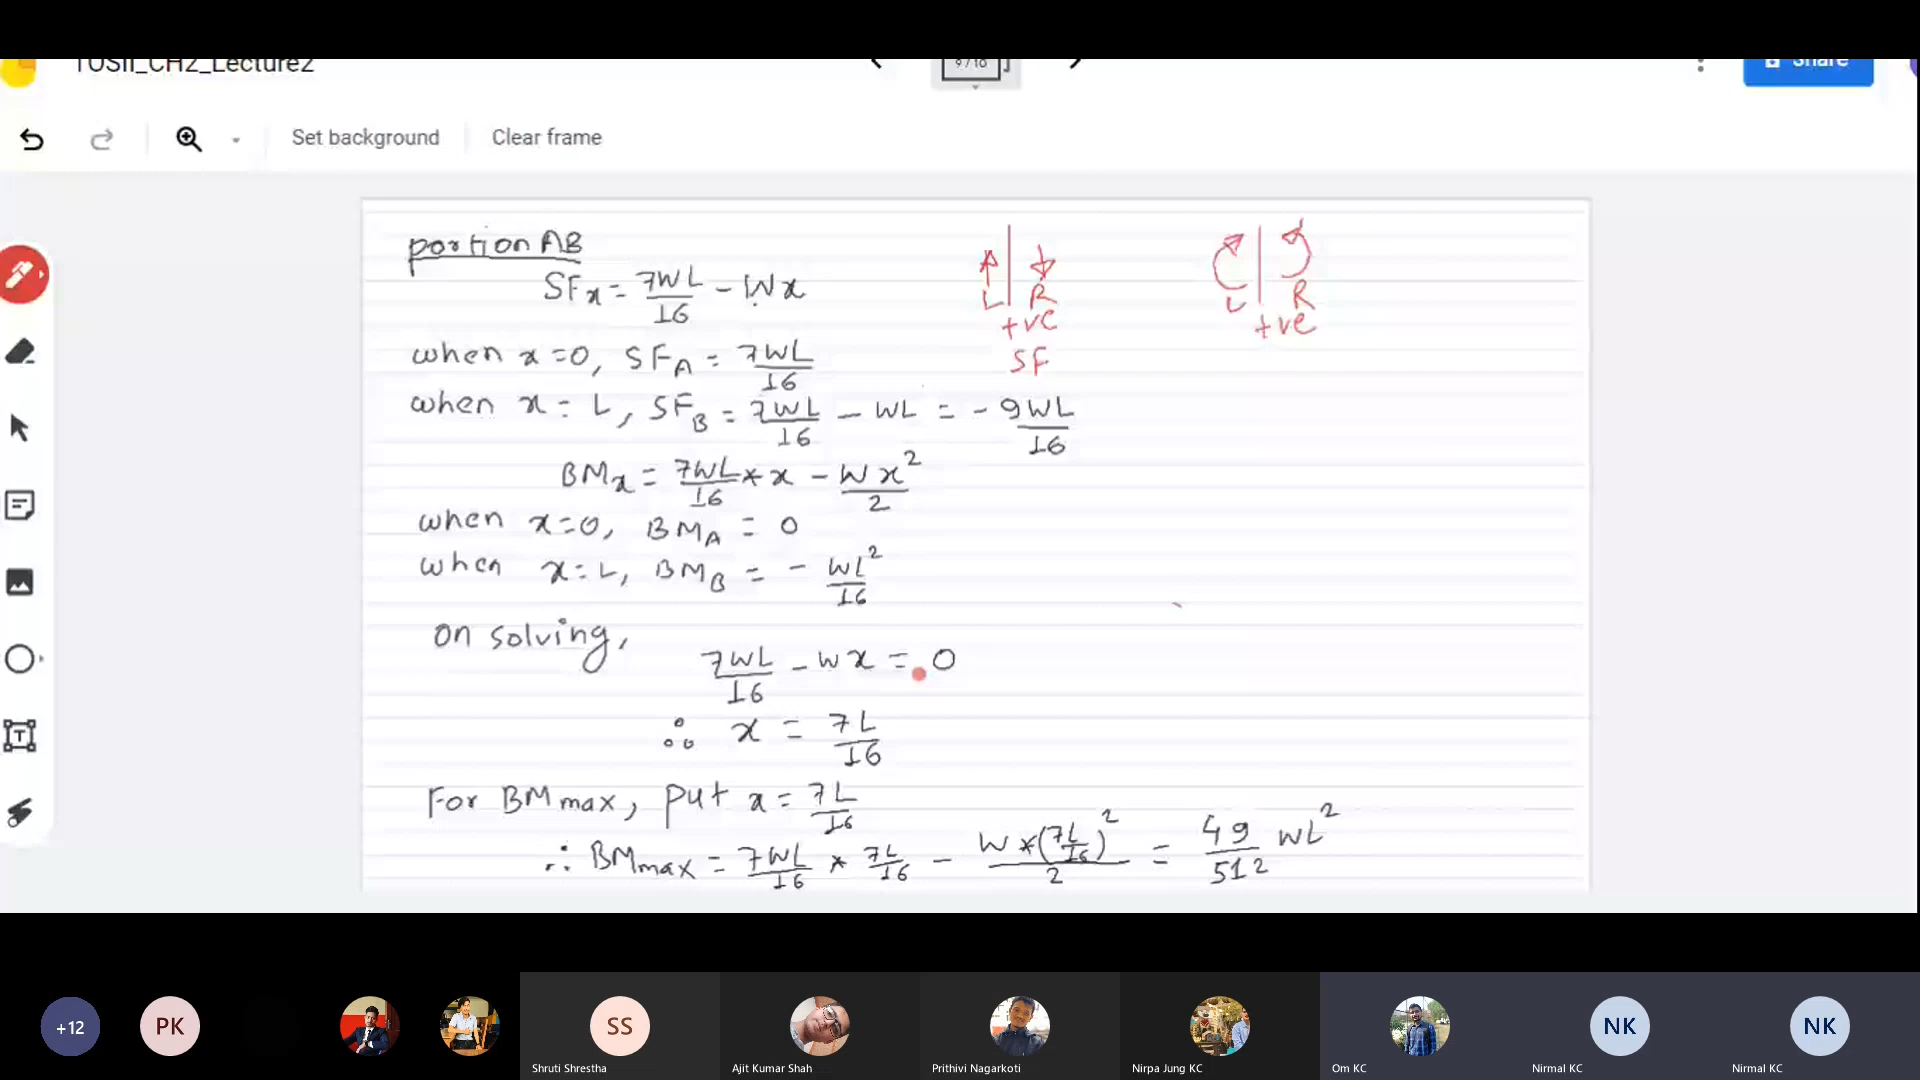 TUSII_CH2_Lecture2
9 / 10
Share
Set background
Clear frame
portion AB
SFx = 7WL/16 - Wx
when x=0, SFA = 7WL/16
when x = L, SFB = 7WL/16 - WL = - 9WL/16
BMx = 7WL/16 * x - Wx²/2
when x=0, BMA = 0
when x=L, BMB = - WL²/16
On solving,
7WL/16 - Wx = 0
∴ x = 7L/16
For BMmax, put x = 7L/16
∴ BMmax = 7WL/16 * 7L/16 - W*(7L/16)²/2 = 49/512 WL²
L R
+ve
SF
L R
+ve
+12
PK
SS
NK
NK
Shruti Shrestha
Ajit Kumar Shah
Prithivi Nagarkoti
Nirpa Jung KC
Om KC
Nirmal KC
Nirmal KC